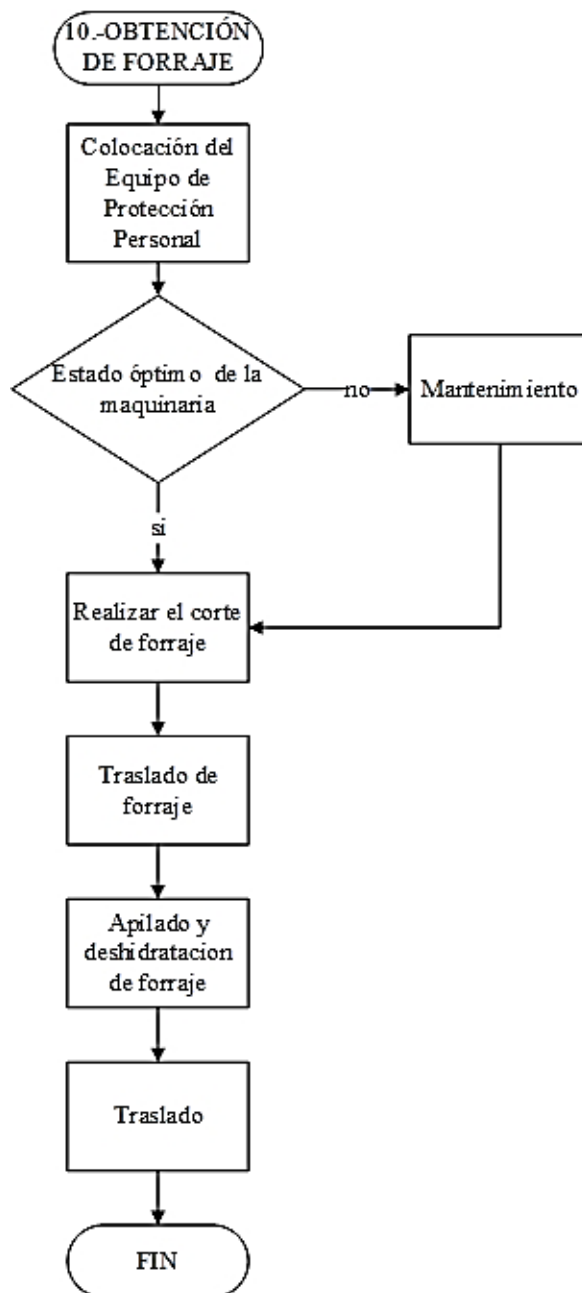 10.-OBTENCIÓN
DE FORRAJE
Colocación del
Equipo de
Protección
Personal
Estado óptimo de la
maquinaria
no
Mantenimiento
si
Realizar el corte
de forraje
Traslado de
forraje
Apilado y
deshidratacion
de forraje
Traslado
FIN